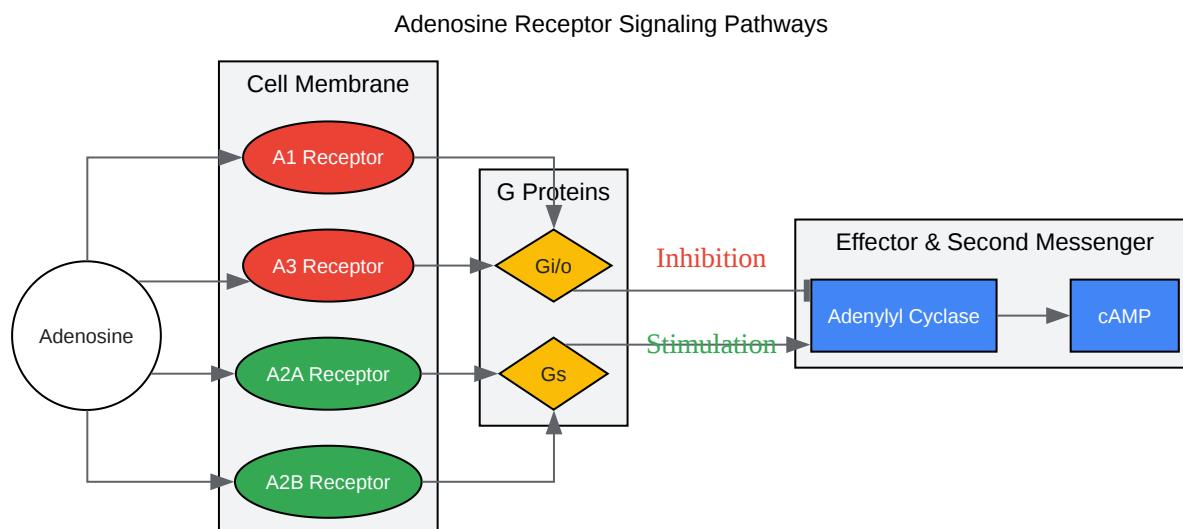 Adenosine Receptor Signaling Pathways
Cell Membrane
A1 Receptor
G Proteins
Effector & Second Messenger
A3 Receptor
Gi/o
Inhibition
Adenosine
Adenylyl Cyclase
cAMP
Stimulation
A2A Receptor
Gs
A2B Receptor